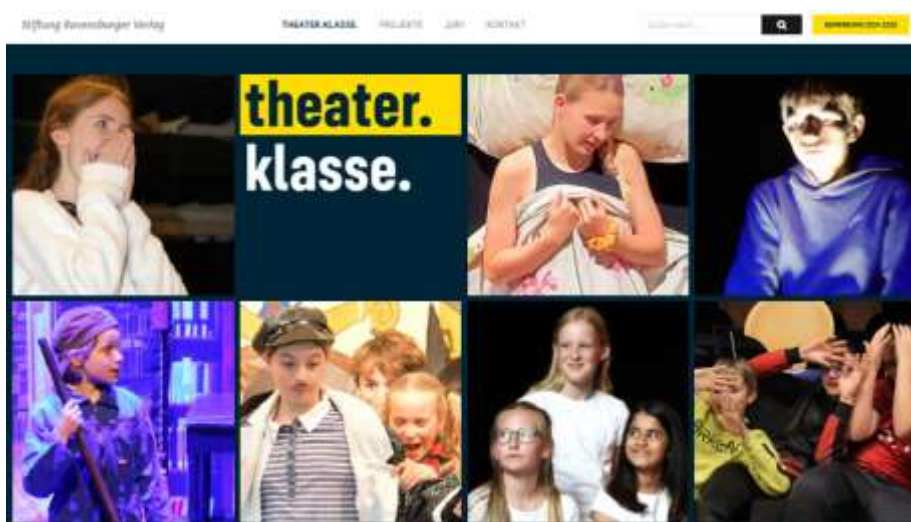 Stiftung Ravensburger Verlag
THEATER.KLASSE. PROJEKTE JURY KONTAKT
theater.
klasse.